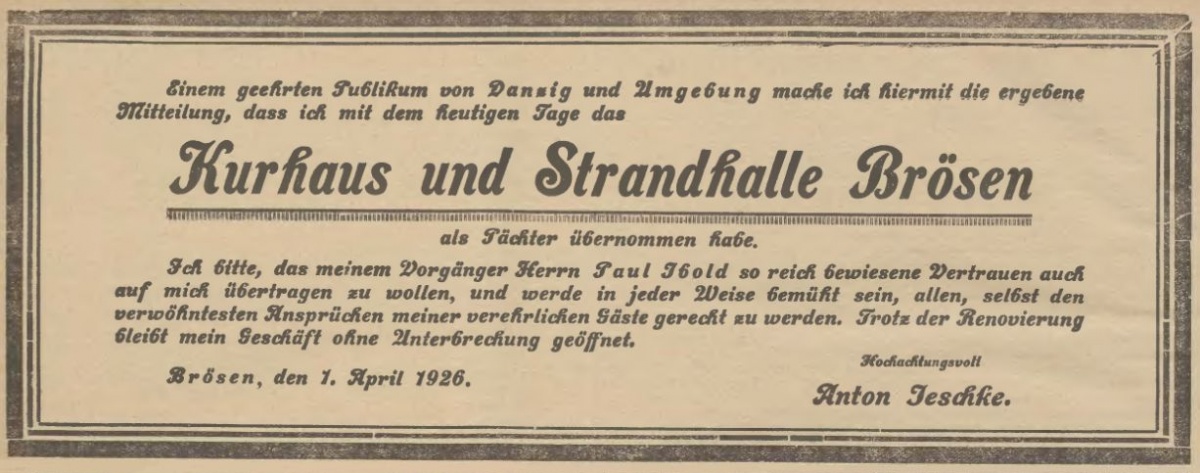 Einem geehrten Publikum von Danzig und Umgebung mache ich hiermit die ergebene
Mitteilung, dass ich mit dem heutigen Tage das
Kurhaus und Strandhalle Brösen
als Pächter übernommen habe.
Ich bitte, das meinem Vorgänger Herrn Paul Ibold so reich bewiesene Vertrauen auch
auf mich übertragen zu wollen, und werde in jeder Weise bemüht sein, allen, selbst den
verwöhntesten Ansprüchen meiner verehrlichen Gäste gerecht zu werden. Trotz der Renovierung
bleibt mein Geschäft ohne Unterbrechung geöffnet.
Hochachtungsvoll
Brösen, den 1. April 1926.
Anton Jeschke.